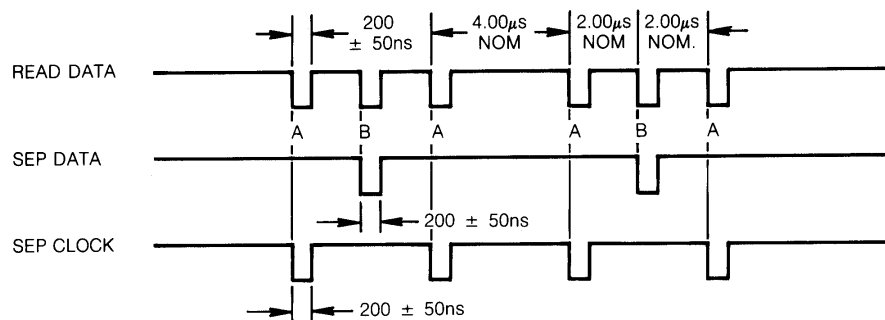 200
± 50ns
4.00μs
NOM
2.00μs
NOM
2.00μs
NOM.
READ DATA
A B A A B A
SEP DATA
200 ± 50ns
SEP CLOCK
200 ± 50ns